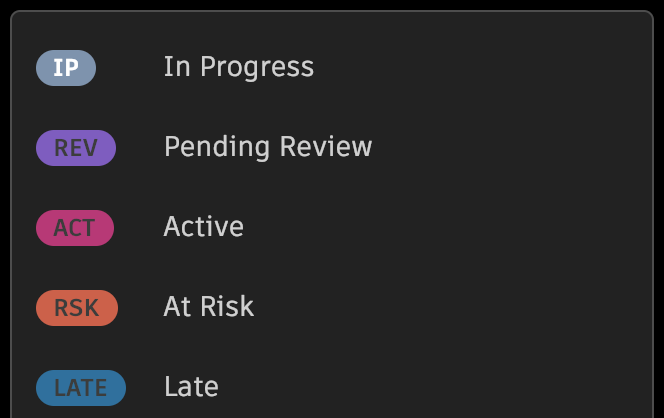 IP In Progress
REV Pending Review
ACT Active
RSK At Risk
LATE Late